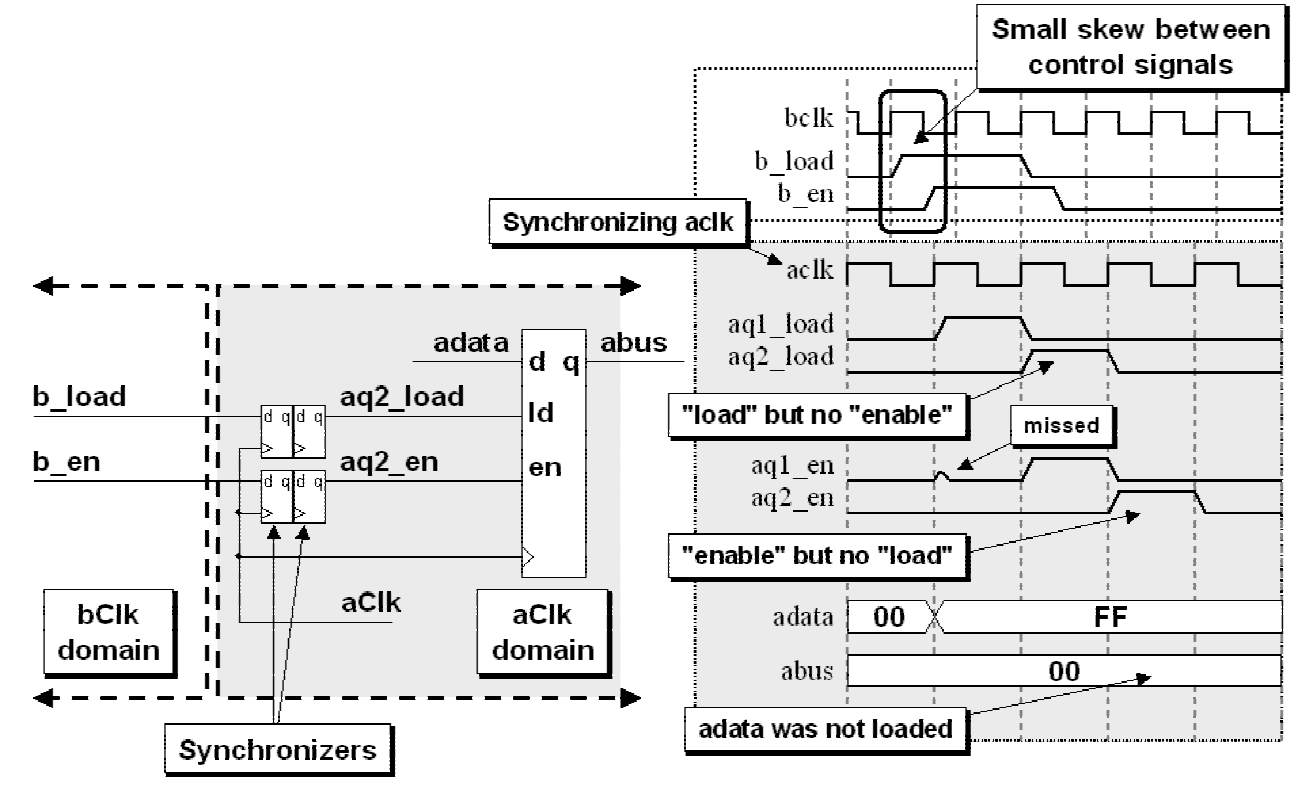 Small skew between
control signals
bclk
b_load
b_en
Synchronizing aclk
aclk
adata
d q
abus
b_load
d q d q
aq2_load
ld
b_en
d q d q
aq2_en
en
aClk
bClk
domain
aClk
domain
Synchronizers
aq1_load
aq2_load
"load" but no "enable"
missed
aq1_en
aq2_en
"enable" but no "load"
adata
00
FF
abus
00
adata was not loaded